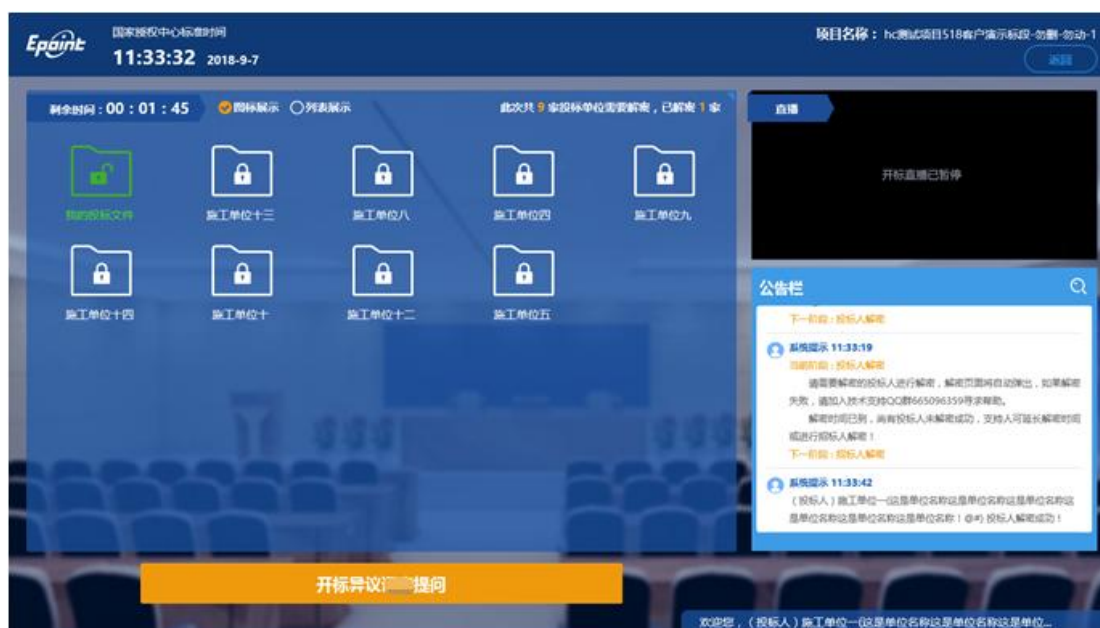 Epoint
国家授权中心标准时间
11:33:32 2018-9-7
项目名称：hc测试项目518客户演示标段-勿删-勿动-1
返回
剩余时间：00：01：45
图标展示
列表展示
此次共 9 家投标单位需要解密，已解密 1 家
我的投标文件
施工单位十三
施工单位八
施工单位四
施工单位九
施工单位十四
施工单位十
施工单位十二
施工单位五
直播
开标直播已暂停
公告栏
下一阶段：投标人解密
系统提示 11:33:19
当前阶段：投标人解密
请需要解密的投标人进行解密，解密页面将自动弹出，如果解密
失败，请加入技术支持QQ群665096359寻求帮助。
解密时间已到，尚有投标人未解密成功，支持人可延长解密时间
或进行招标人解密！
下一阶段：招标人解密
系统提示 11:33:42
（投标人）施工单位一(这是单位名称这是单位名称这是单位名称这
是单位名称这是单位名称这是单位名称！@#) 投标人解密成功！
开标异议 提问
欢迎您，（投标人）施工单位一(这是单位名称这是单位名称这是单位...